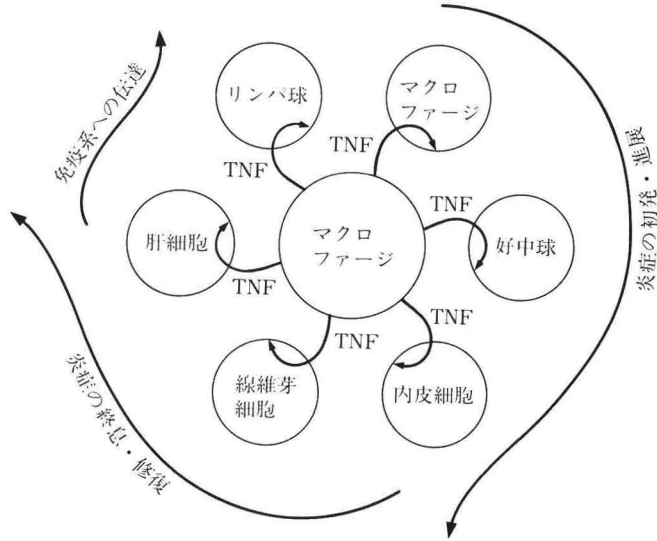 免疫系への伝達
リンパ球
マクロ
ファージ
TNF
TNF
炎症の初発・進展
肝細胞
TNF
マクロ
ファージ
TNF
好中球
TNF
TNF
線維芽
細胞
内皮細胞
炎症の終息・修復